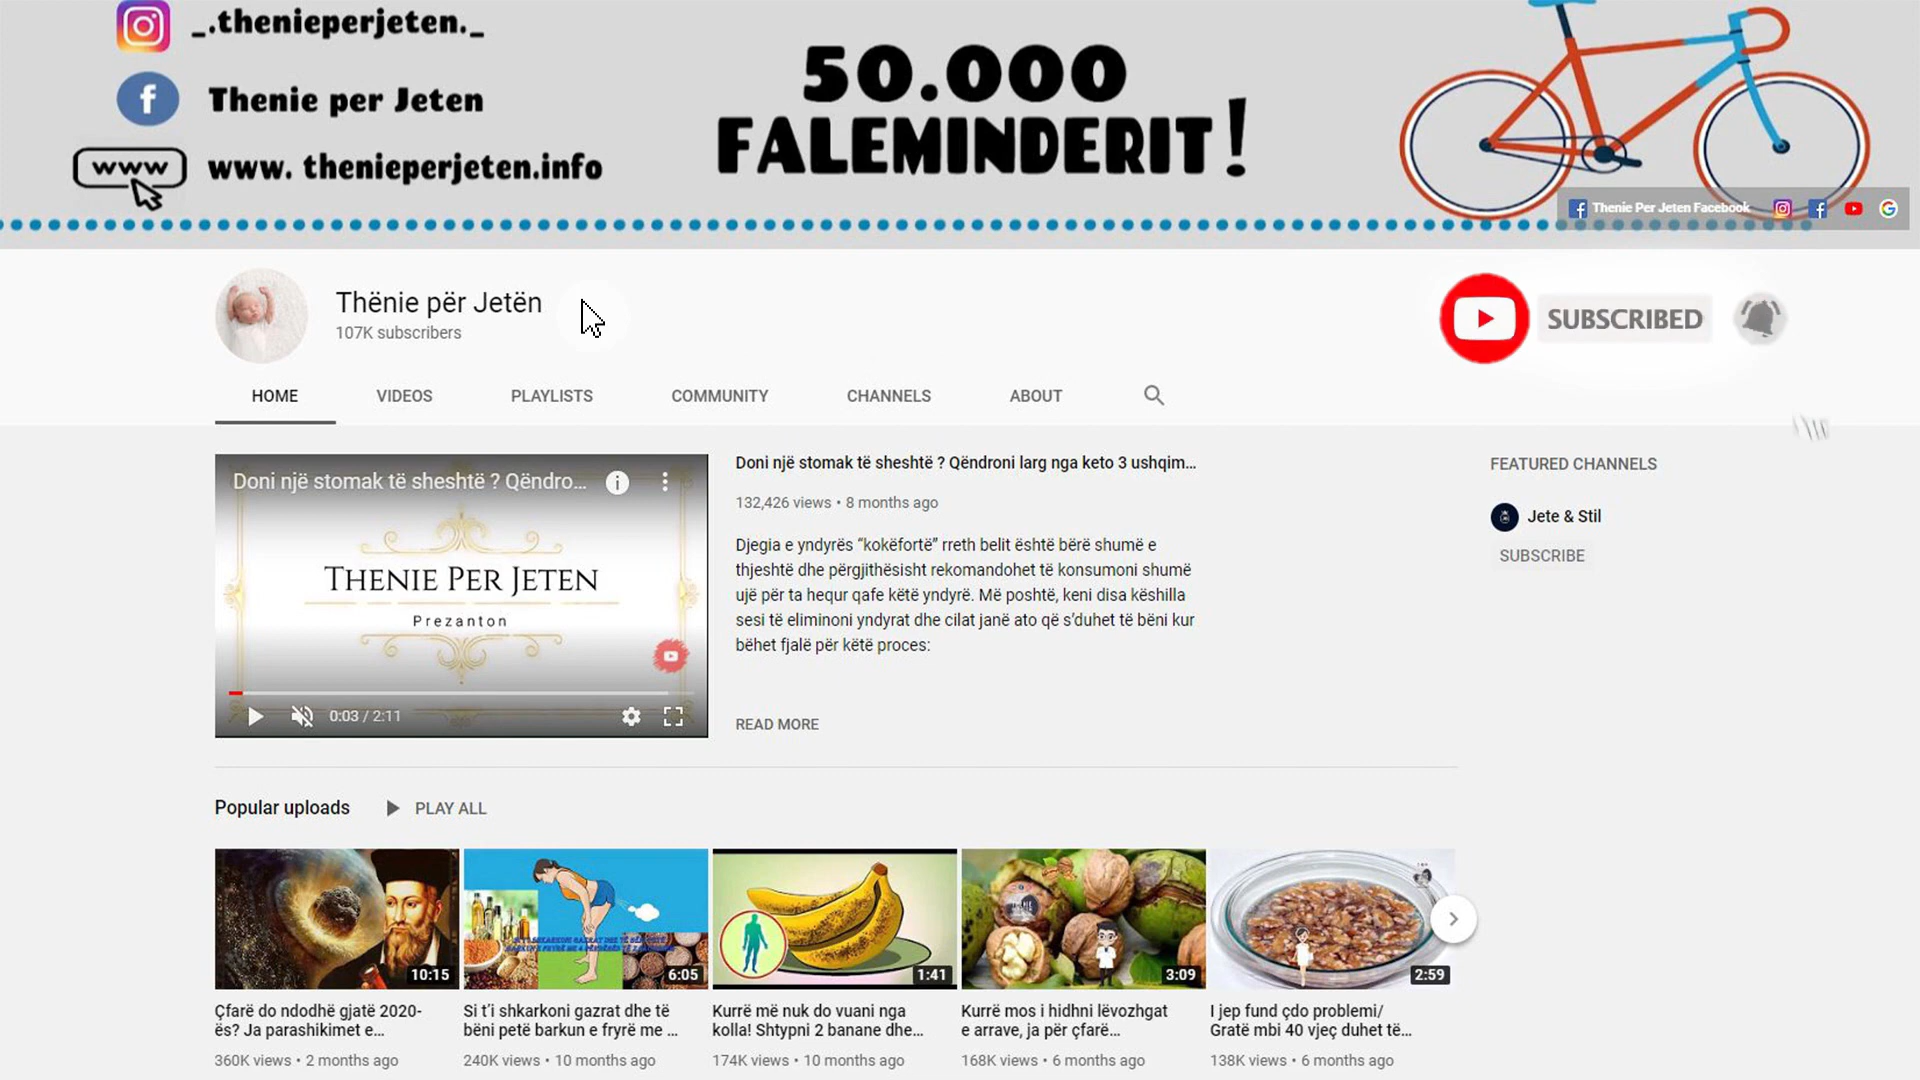 _.thenieperjeten._
Thenie per Jeten
www
www. thenieperjeten.info
50.000
FALEMINDERIT!
Thenie Per Jeten Facebook
Thënie për Jetën
107K subscribers
SUBSCRIBED
HOME
VIDEOS
PLAYLISTS
COMMUNITY
CHANNELS
ABOUT
Doni një stomak të sheshtë ? Qëndro...
THENIE PER JETEN
Prezanton
0:03 / 2:11
Doni një stomak të sheshtë ? Qëndroni larg nga keto 3 ushqim...
132,426 views • 8 months ago
Djegia e yndyrës “kokëfortë” rreth belit është bërë shumë e
thjeshtë dhe përgjithësisht rekomandohet të konsumoni shumë
ujë për ta hequr qafe këtë yndyrë. Më poshtë, keni disa këshilla
sesi të eliminoni yndyrat dhe cilat janë ato që s’duhet të bëni kur
bëhet fjalë për këtë proces:
READ MORE
FEATURED CHANNELS
Jete & Stil
SUBSCRIBE
Popular uploads
PLAY ALL
10:15
Çfarë do ndodhë gjatë 2020-
ës? Ja parashikimet e...
360K views • 2 months ago
6:05
Si t’i shkarkoni gazrat dhe të
bëni petë barkun e fryrë me ...
240K views • 10 months ago
1:41
Kurrë më nuk do vuani nga
kolla! Shtypni 2 banane dhe...
174K views • 10 months ago
3:09
Kurrë mos i hidhni lëvozhgat
e arrave, ja për çfarë...
168K views • 6 months ago
2:59
I jep fund çdo problemi/
Gratë mbi 40 vjeç duhet të...
138K views • 6 months ago